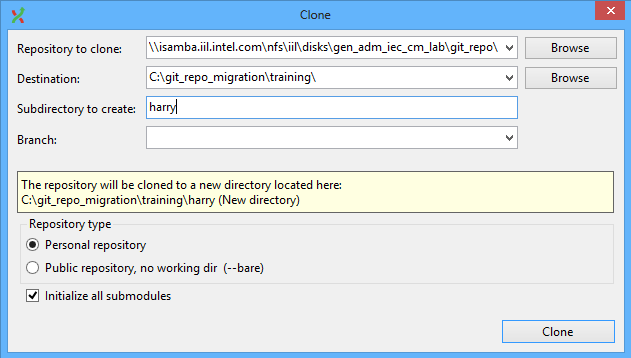 Clone
Repository to clone: \\isamba.iil.intel.com\nfs\iil\disks\gen_adm_iec_cm_lab\git_repo\ Browse
Destination: C:\git_repo_migration\training\ Browse
Subdirectory to create: harry
Branch:
The repository will be cloned to a new directory located here:
C:\git_repo_migration\training\harry (New directory)
Repository type
Personal repository
Public repository, no working dir (--bare)
Initialize all submodules
Clone